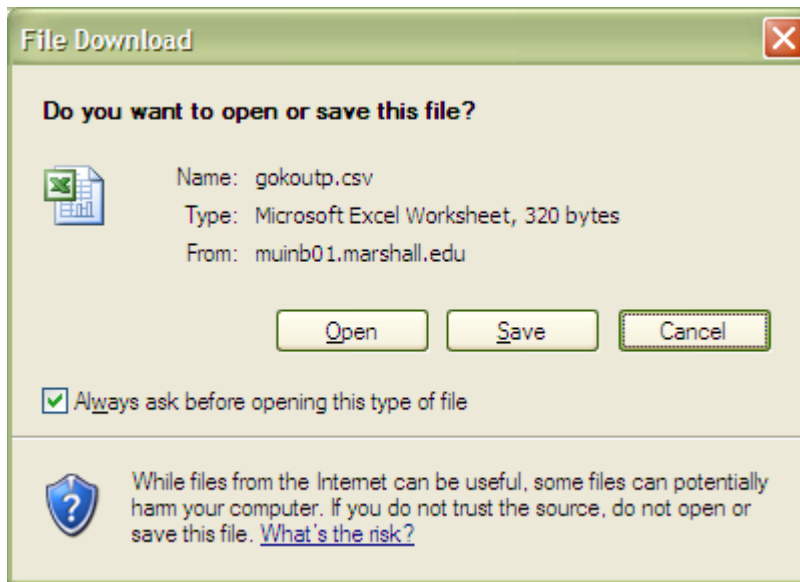 File Download
Do you want to open or save this file?
Name: gokoutp.csv
Type: Microsoft Excel Worksheet, 320 bytes
From: muinb01.marshall.edu
Open Save Cancel
Always ask before opening this type of file
While files from the Internet can be useful, some files can potentially
harm your computer. If you do not trust the source, do not open or
save this file. What's the risk?